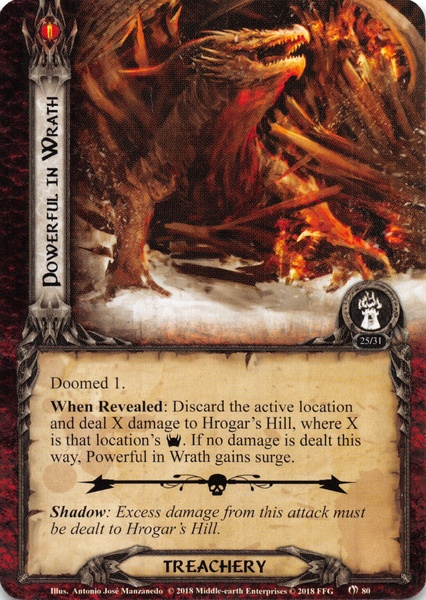 POWERFUL IN WRATH
25/31
Doomed 1.
When Revealed: Discard the active location
and deal X damage to Hrogar's Hill, where X
is that location's . If no damage is dealt this
way, Powerful in Wrath gains surge.
Shadow: Excess damage from this attack must
be dealt to Hrogar's Hill.
TREACHERY
Illus. Antonio José Manzanedo © 2018 Middle-earth Enterprises © 2018 FFG 80